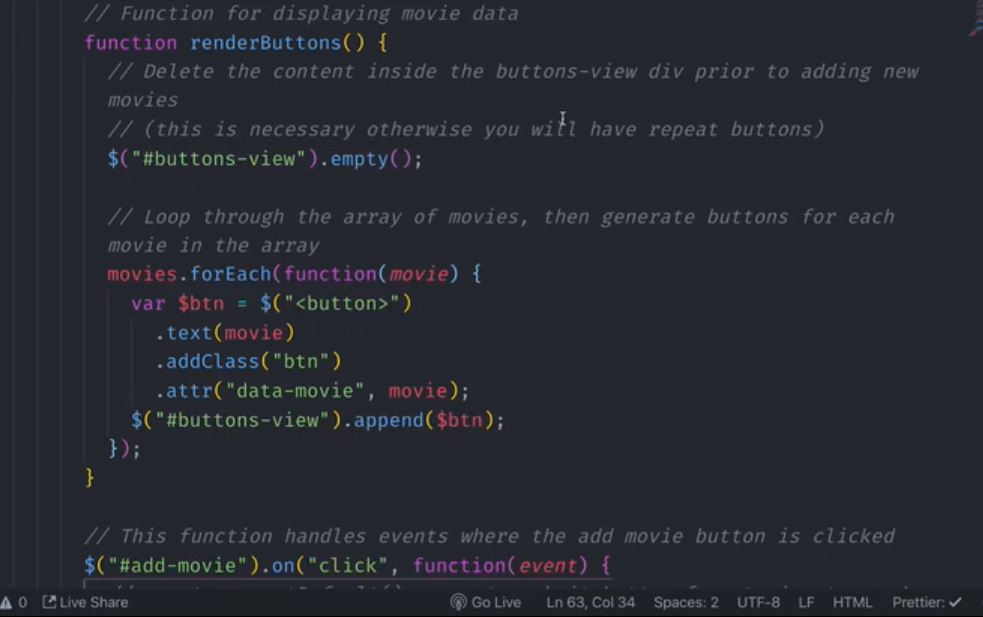 // Function for displaying movie data
function renderButtons() {
// Delete the content inside the buttons-view div prior to adding new
movies
// (this is necessary otherwise you will have repeat buttons)
$("#buttons-view").empty();
// Loop through the array of movies, then generate buttons for each
movie in the array
movies.forEach(function(movie) {
var $btn = $("<button>")
.text(movie)
.addClass("btn")
.attr("data-movie", movie);
$("#buttons-view").append($btn);
});
}
// This function handles events where the add movie button is clicked
$("#add-movie").on("click", function(event) {
0 Live Share Go Live Ln 63, Col 34 Spaces: 2 UTF-8 LF HTML Prettier: ✓